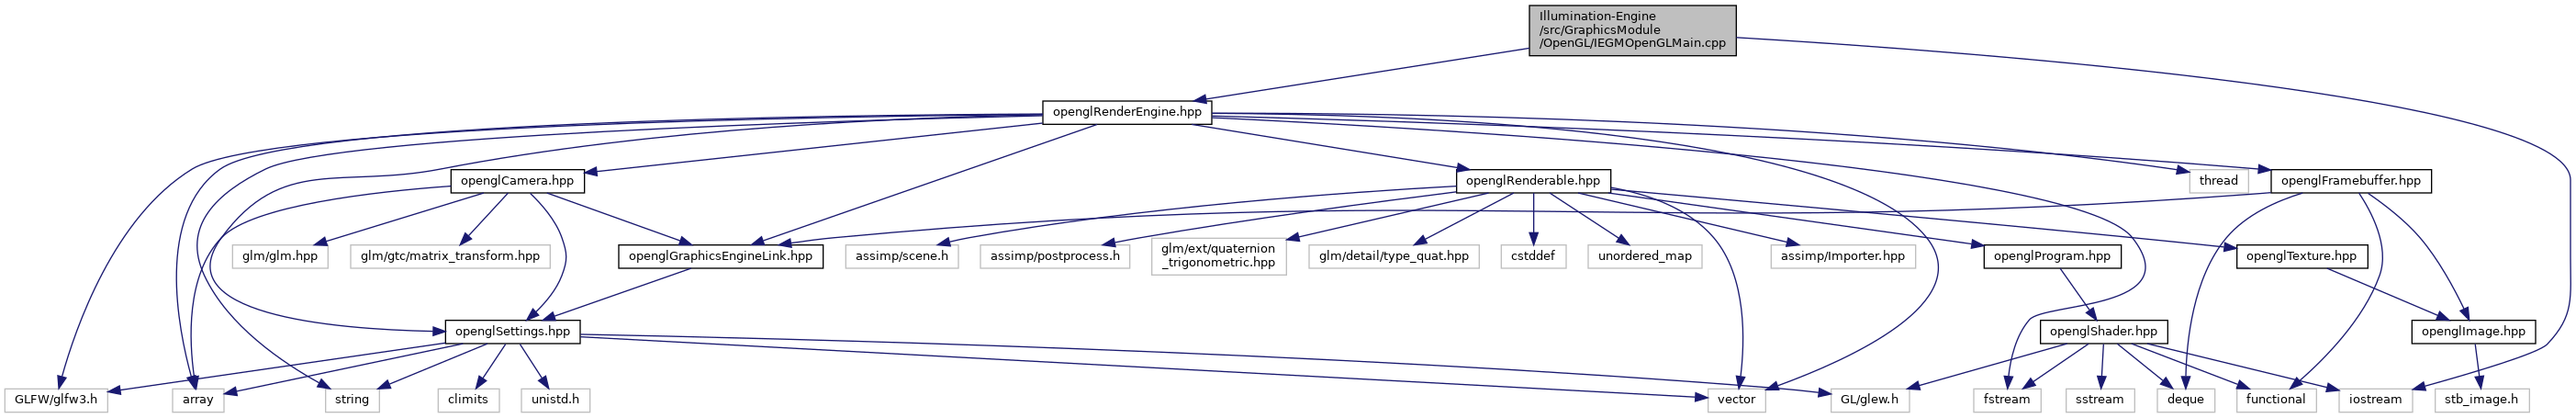 Illumination-Engine
/src/GraphicsModule
/OpenGL/IEGMOpenGLMain.cpp
openglRenderEngine.hpp
openglCamera.hpp
openglRenderable.hpp
thread
openglFramebuffer.hpp
glm/glm.hpp
glm/gtc/matrix_transform.hpp
openglGraphicsEngineLink.hpp
assimp/scene.h
assimp/postprocess.h
glm/ext/quaternion
_trigonometric.hpp
glm/detail/type_quat.hpp
cstddef
unordered_map
assimp/Importer.hpp
openglProgram.hpp
openglTexture.hpp
openglSettings.hpp
openglShader.hpp
openglImage.hpp
GLFW/glfw3.h
array
string
climits
unistd.h
vector
GL/glew.h
fstream
sstream
deque
functional
iostream
stb_image.h